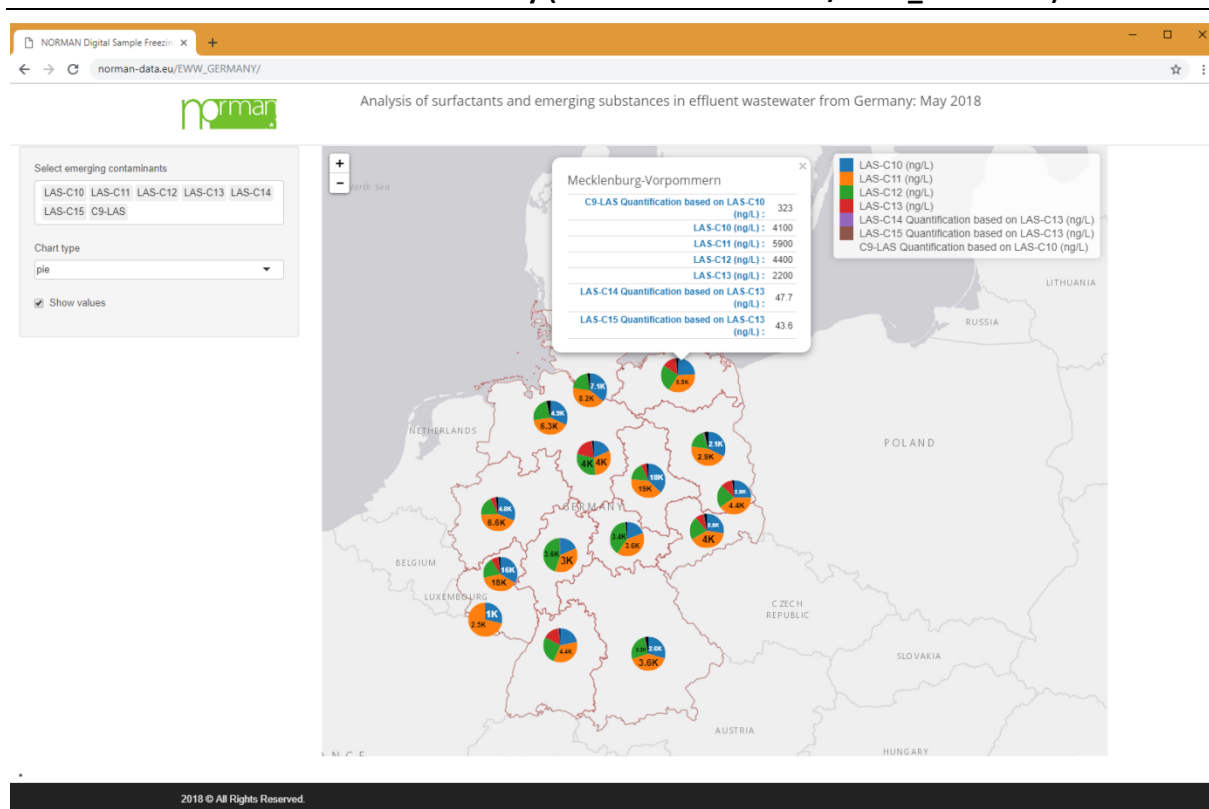 NORMAN Digital Sample Freezin
norman-data.eu/EWW_GERMANY/
norman
Analysis of surfactants and emerging substances in effluent wastewater from Germany: May 2018
Select emerging contaminants
LAS-C10 LAS-C11 LAS-C12 LAS-C13 LAS-C14
LAS-C15 C9-LAS
Chart type
pie
Show values
+
−
North Sea
Mecklenburg-Vorpommern
C9-LAS Quantification based on LAS-C10
(ng/L) : 323
LAS-C10 (ng/L) : 4100
LAS-C11 (ng/L) : 5900
LAS-C12 (ng/L) : 4400
LAS-C13 (ng/L) : 2200
LAS-C14 Quantification based on LAS-C13
(ng/L) : 47.7
LAS-C15 Quantification based on LAS-C13
(ng/L) : 43.6
LAS-C10 (ng/L)
LAS-C11 (ng/L)
LAS-C12 (ng/L)
LAS-C13 (ng/L)
LAS-C14 Quantification based on LAS-C13 (ng/L)
LAS-C15 Quantification based on LAS-C13 (ng/L)
C9-LAS Quantification based on LAS-C10 (ng/L)
LITHUANIA
RUSSIA
7.1K
8.2K
4.3K
6.3K
NETHERLANDS
2.1K
2.9K
POLAND
4K 4K
18K
19K
4.4K
GERMANY
4.8K
6.6K
4K
3.4K
3.6K
3.6K
3K
BELGIUM
16K
18K
LUXEMBOURG
1K
2.5K
CZECH
REPUBLIC
4.4K
2.6K
3.6K
SLOVAKIA
AUSTRIA
HUNGARY
2018 © All Rights Reserved.